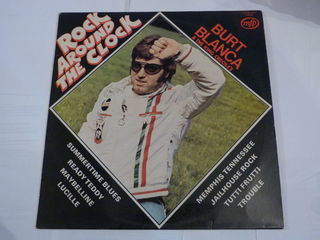 ROCK
AROUND
THE CLOCK
mfp
BURT
BLANCA
SUMMERTIME BLUES
READY TEDDY
MAYBELLINE
LUCILLE
MEMPHIS TENNESSEE
JAILHOUSE ROCK
TUTTI FRUTTI
TROUBLE